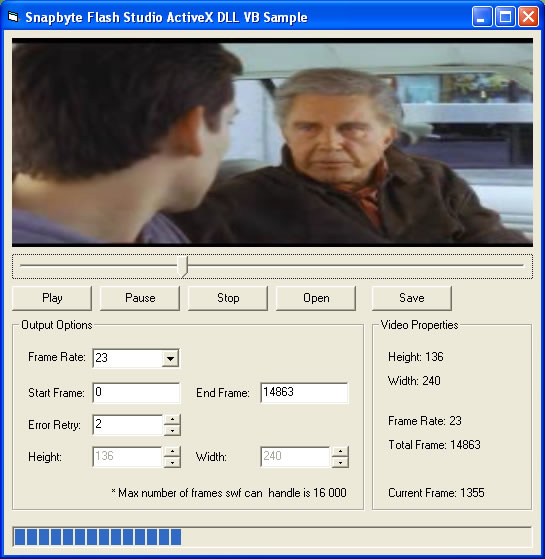 Snapbyte Flash Studio ActiveX DLL VB Sample
Play Pause Stop Open Save
Output Options
Frame Rate: 23
Start Frame: 0 End Frame: 14863
Error Retry: 2
Height: 136 Width: 240
* Max number of frames swf can handle is 16 000
Video Properties
Height: 136
Width: 240
Frame Rate: 23
Total Frame: 14863
Current Frame: 1355